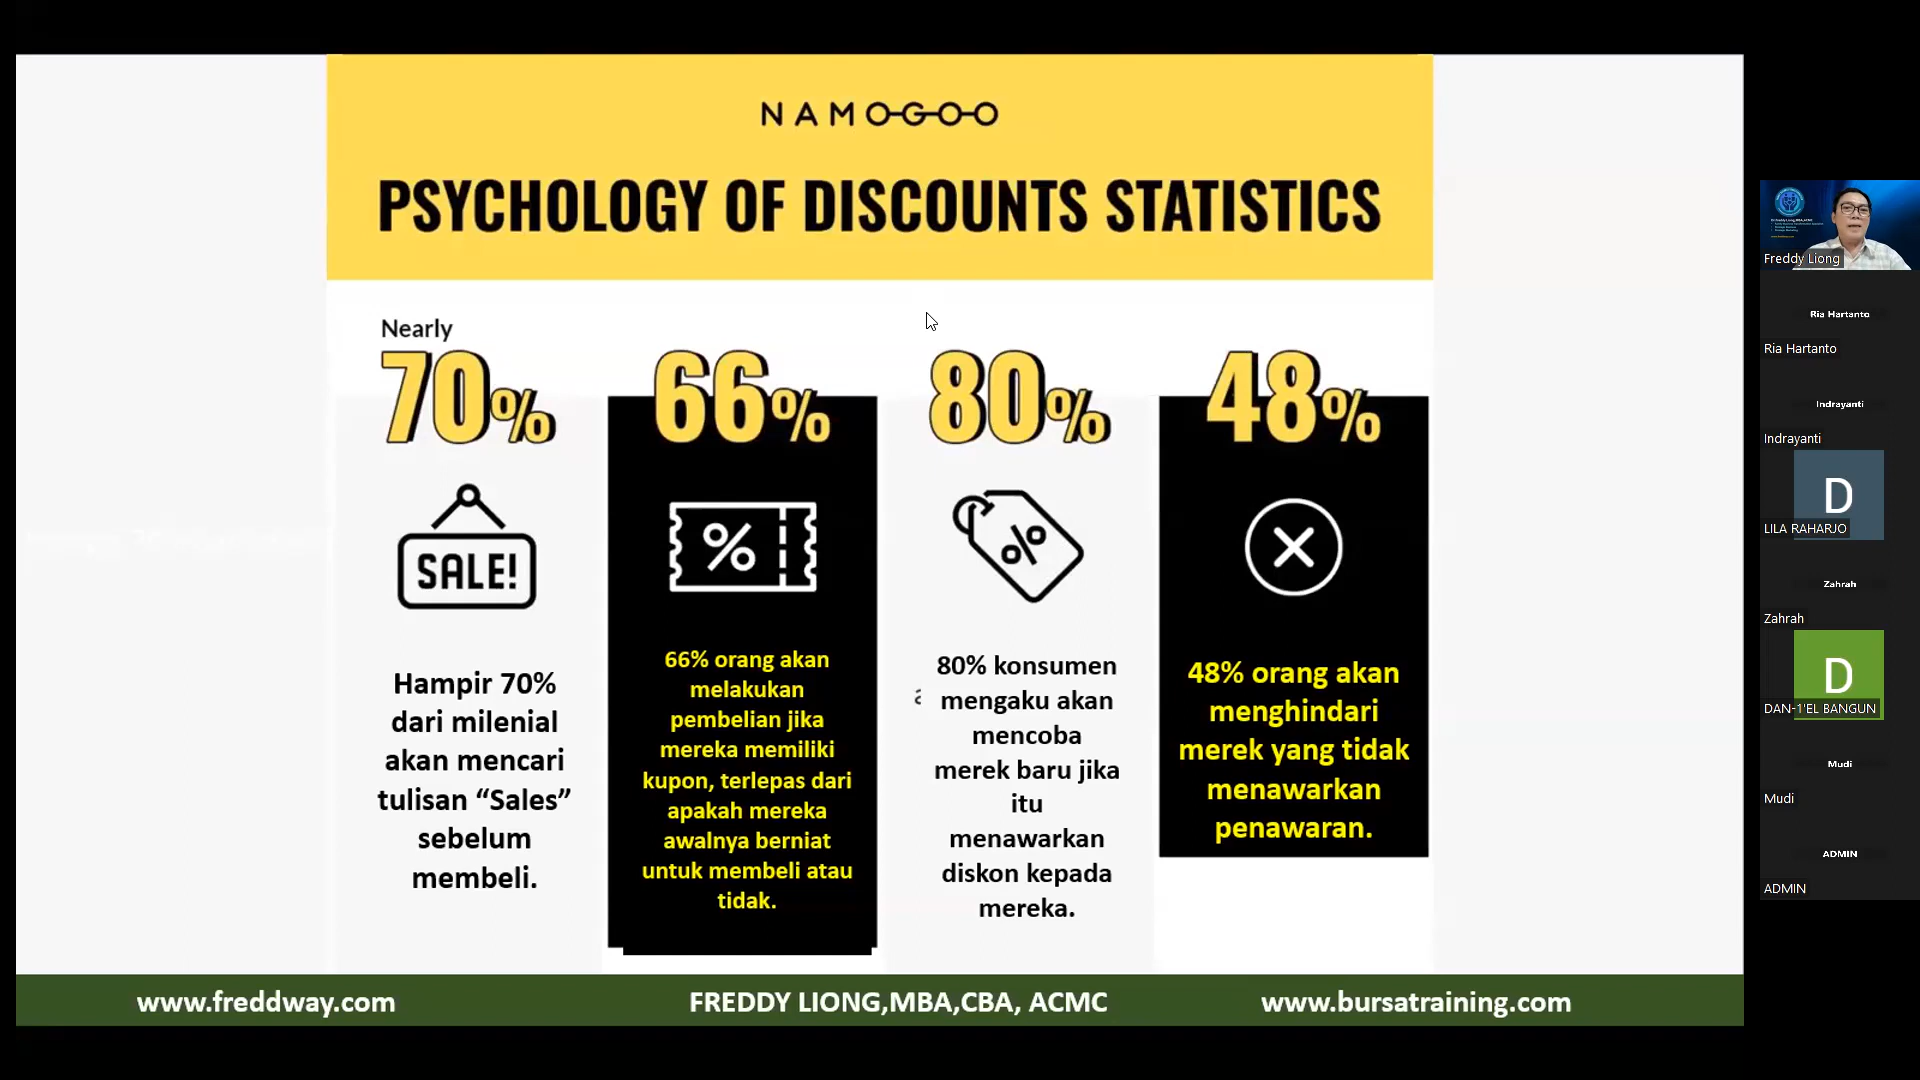 NAMOGOO
PSYCHOLOGY OF DISCOUNTS STATISTICS
Nearly
70%
SALE!
Hampir 70%
dari milenial
akan mencari
tulisan “Sales”
sebelum
membeli.
66%
%
66% orang akan
melakukan
pembelian jika
mereka memiliki
kupon, terlepas dari
apakah mereka
awalnya berniat
untuk membeli atau
tidak.
80%
%
a
80% konsumen
mengaku akan
mencoba
merek baru jika
itu
menawarkan
diskon kepada
mereka.
48%
48% orang akan
menghindari
merek yang tidak
menawarkan
penawaran.
www.freddway.com
FREDDY LIONG,MBA,CBA, ACMC
www.bursatraining.com
Freddy Liong
Ria Hartanto
Ria Hartanto
Indrayanti
Indrayanti
D
LILA RAHARJO
Zahrah
Zahrah
D
DAN-1'EL BANGUN
Mudi
Mudi
ADMIN
ADMIN